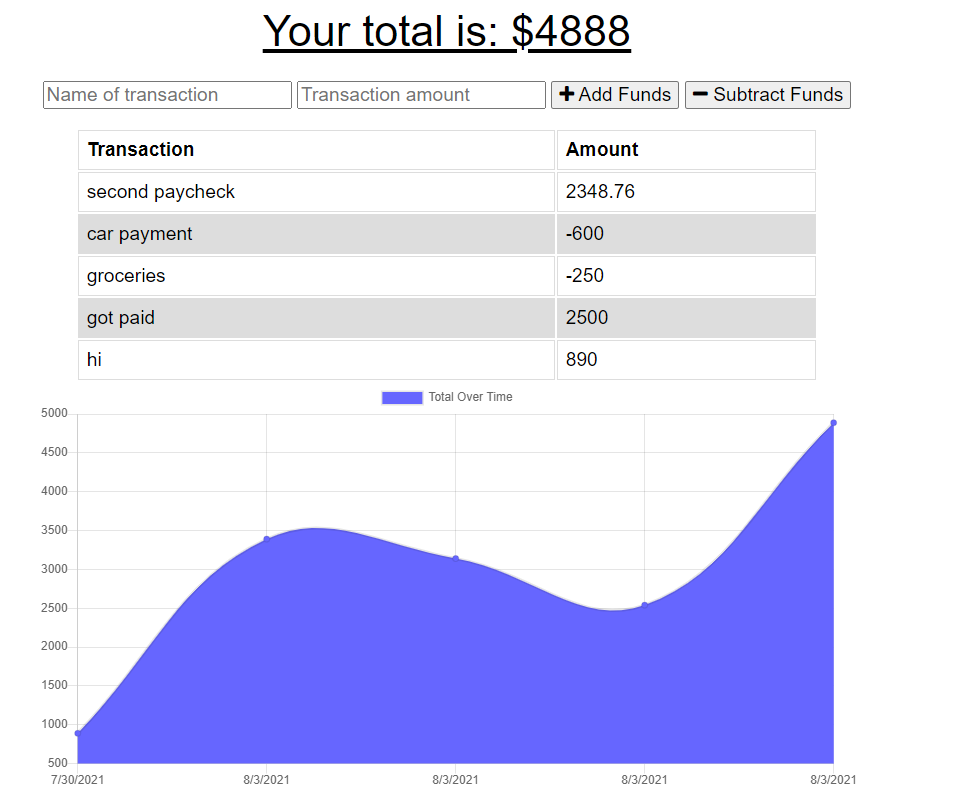 Your total is: $4888
Name of transaction Transaction amount + Add Funds − Subtract Funds
Transaction Amount
second paycheck 2348.76
car payment -600
groceries -250
got paid 2500
hi 890
Total Over Time
5000
4500
4000
3500
3000
2500
2000
1500
1000
500
7/30/2021 8/3/2021 8/3/2021 8/3/2021 8/3/2021